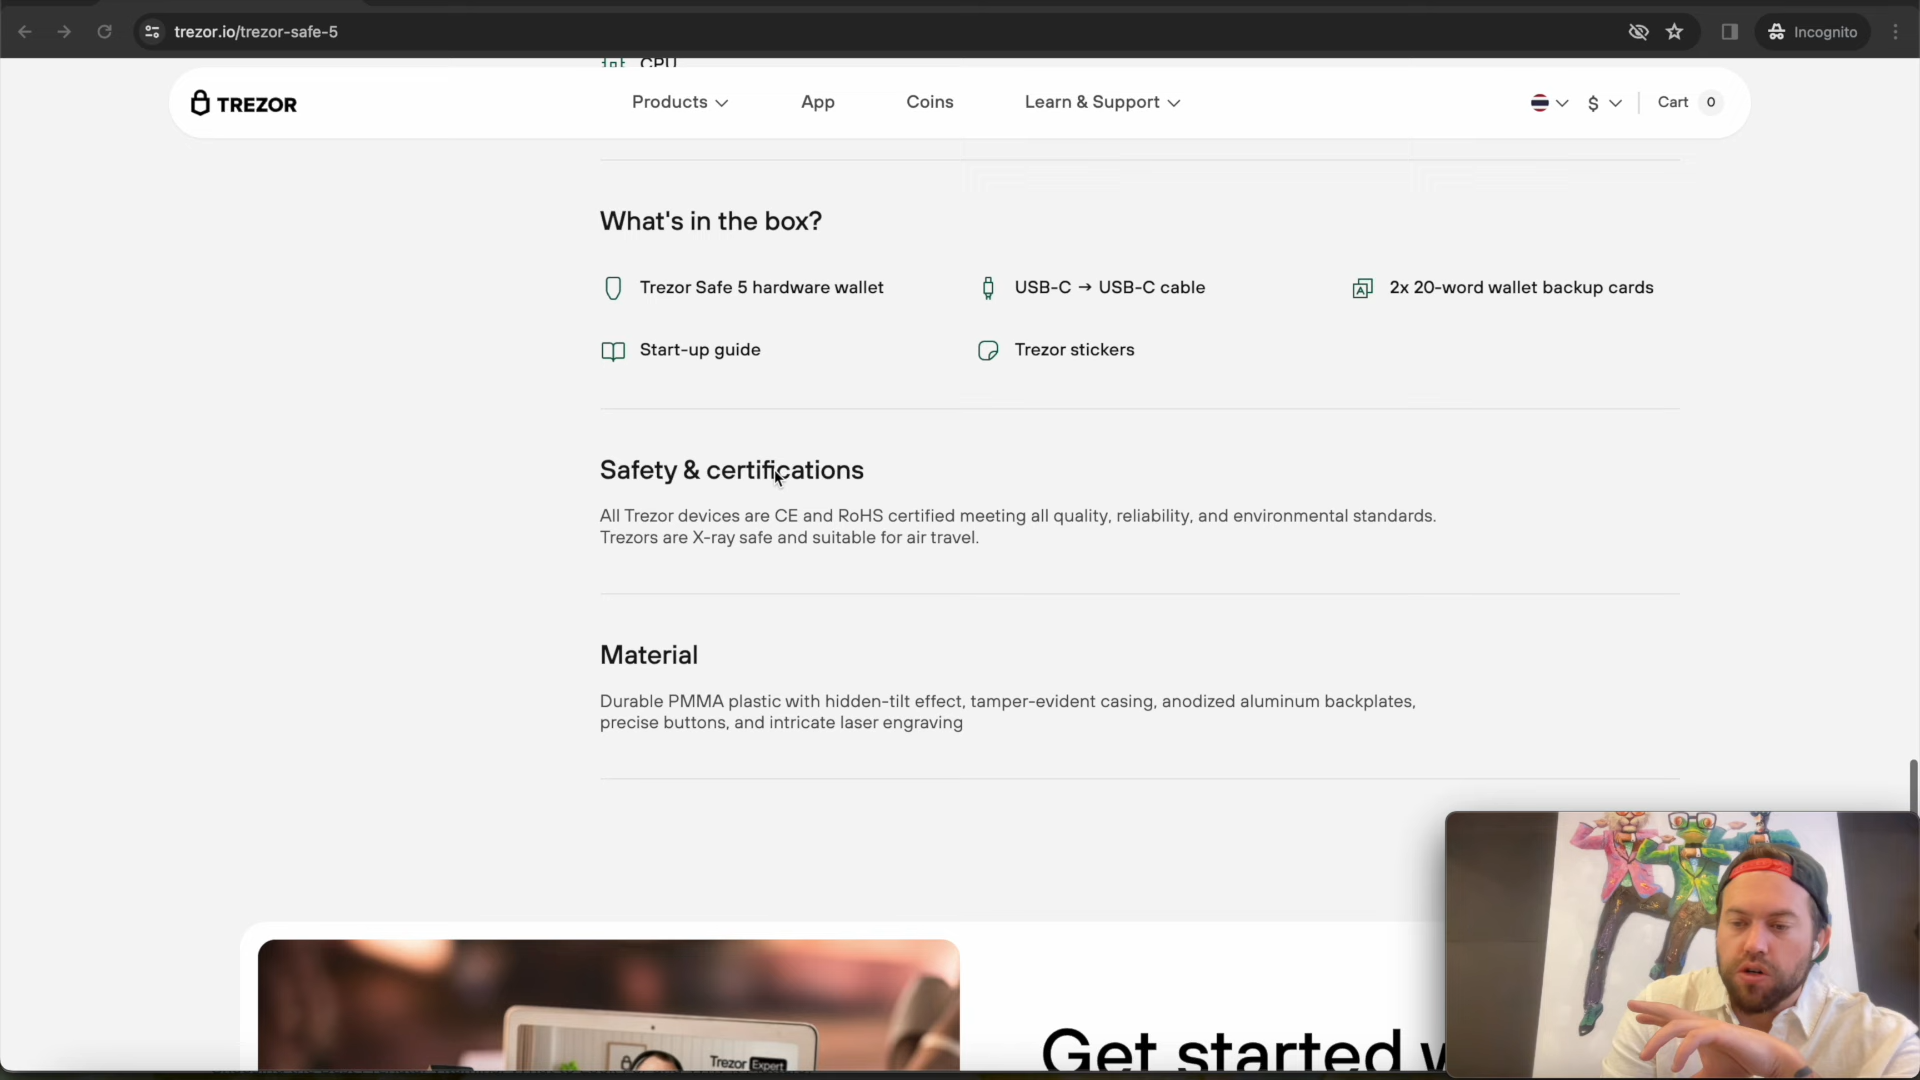 trezor.io/trezor-safe-5
Incognito
CPU
TREZOR
Products
App
Coins
Learn & Support
$
Cart
0
What's in the box?
Trezor Safe 5 hardware wallet
USB-C → USB-C cable
2x 20-word wallet backup cards
Start-up guide
Trezor stickers
Safety & certifications
All Trezor devices are CE and RoHS certified meeting all quality, reliability, and environmental standards.
Trezors are X-ray safe and suitable for air travel.
Material
Durable PMMA plastic with hidden-tilt effect, tamper-evident casing, anodized aluminum backplates,
precise buttons, and intricate laser engraving
Trezor Expert
Get started w